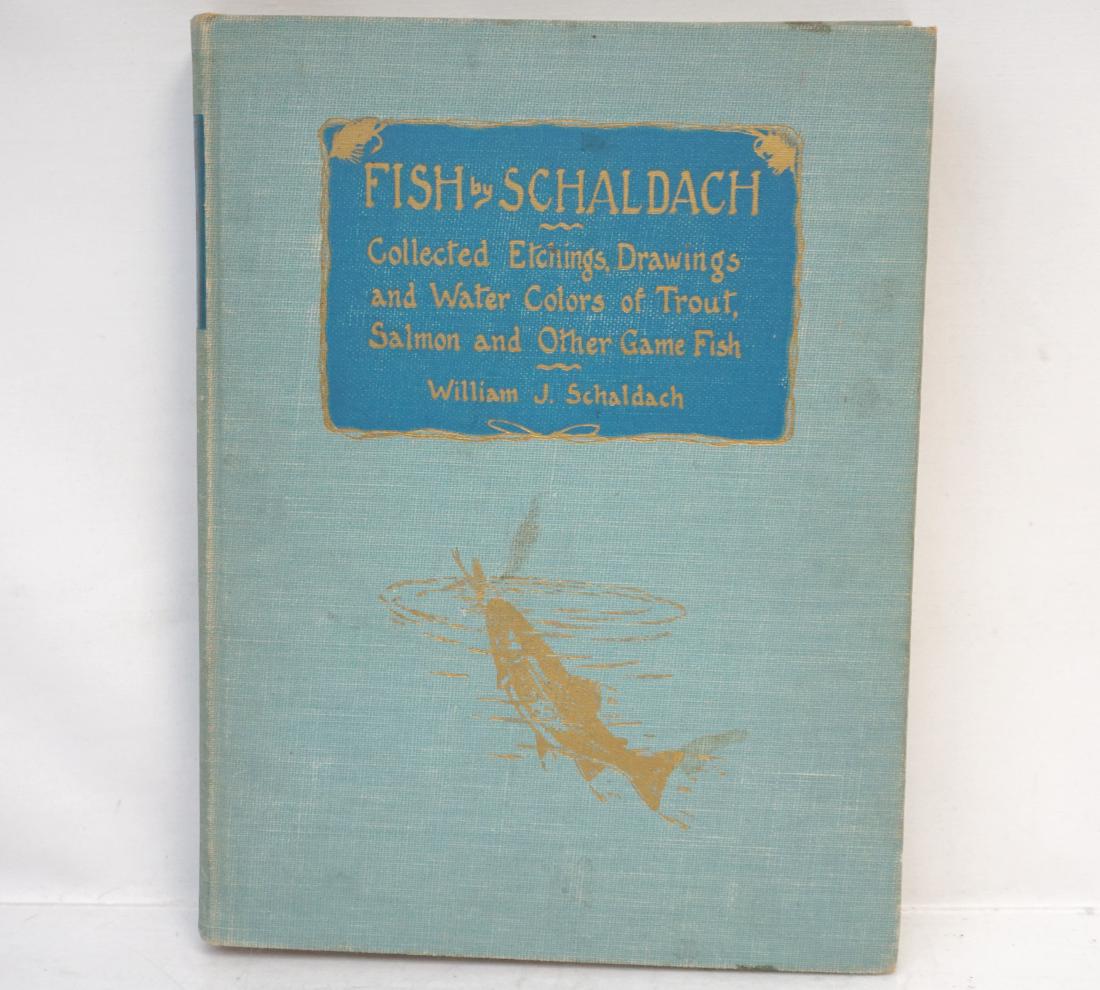 FISH by SCHALDACH
Collected Etchings, Drawings
and Water Colors of Trout,
Salmon and Other Game Fish
William J. Schaldach